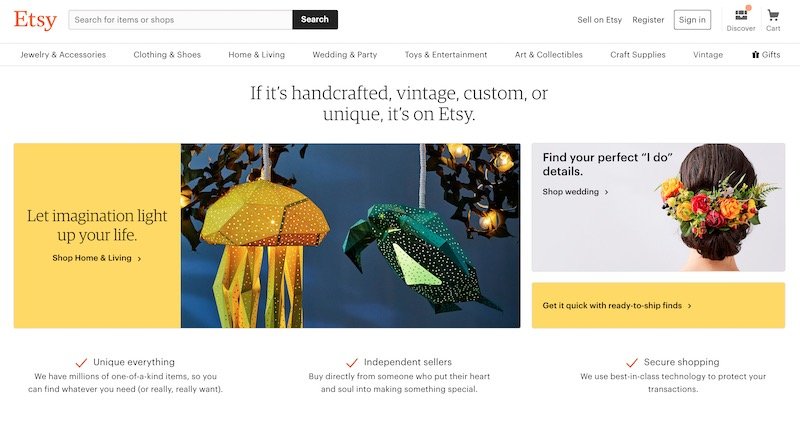 Etsy
Search for items or shops
Search
Sell on Etsy
Register
Sign in
Discover
Cart
Jewelry & Accessories
Clothing & Shoes
Home & Living
Wedding & Party
Toys & Entertainment
Art & Collectibles
Craft Supplies
Vintage
Gifts
If it's handcrafted, vintage, custom, or
unique, it's on Etsy.
Let imagination light
up your life.
Shop Home & Living >
Find your perfect “I do”
details.
Shop wedding >
Get it quick with ready-to-ship finds >
Unique everything
We have millions of one-of-a-kind items, so you
can find whatever you need (or really, really want).
Independent sellers
Buy directly from someone who put their heart
and soul into making something special.
Secure shopping
We use best-in-class technology to protect your
transactions.